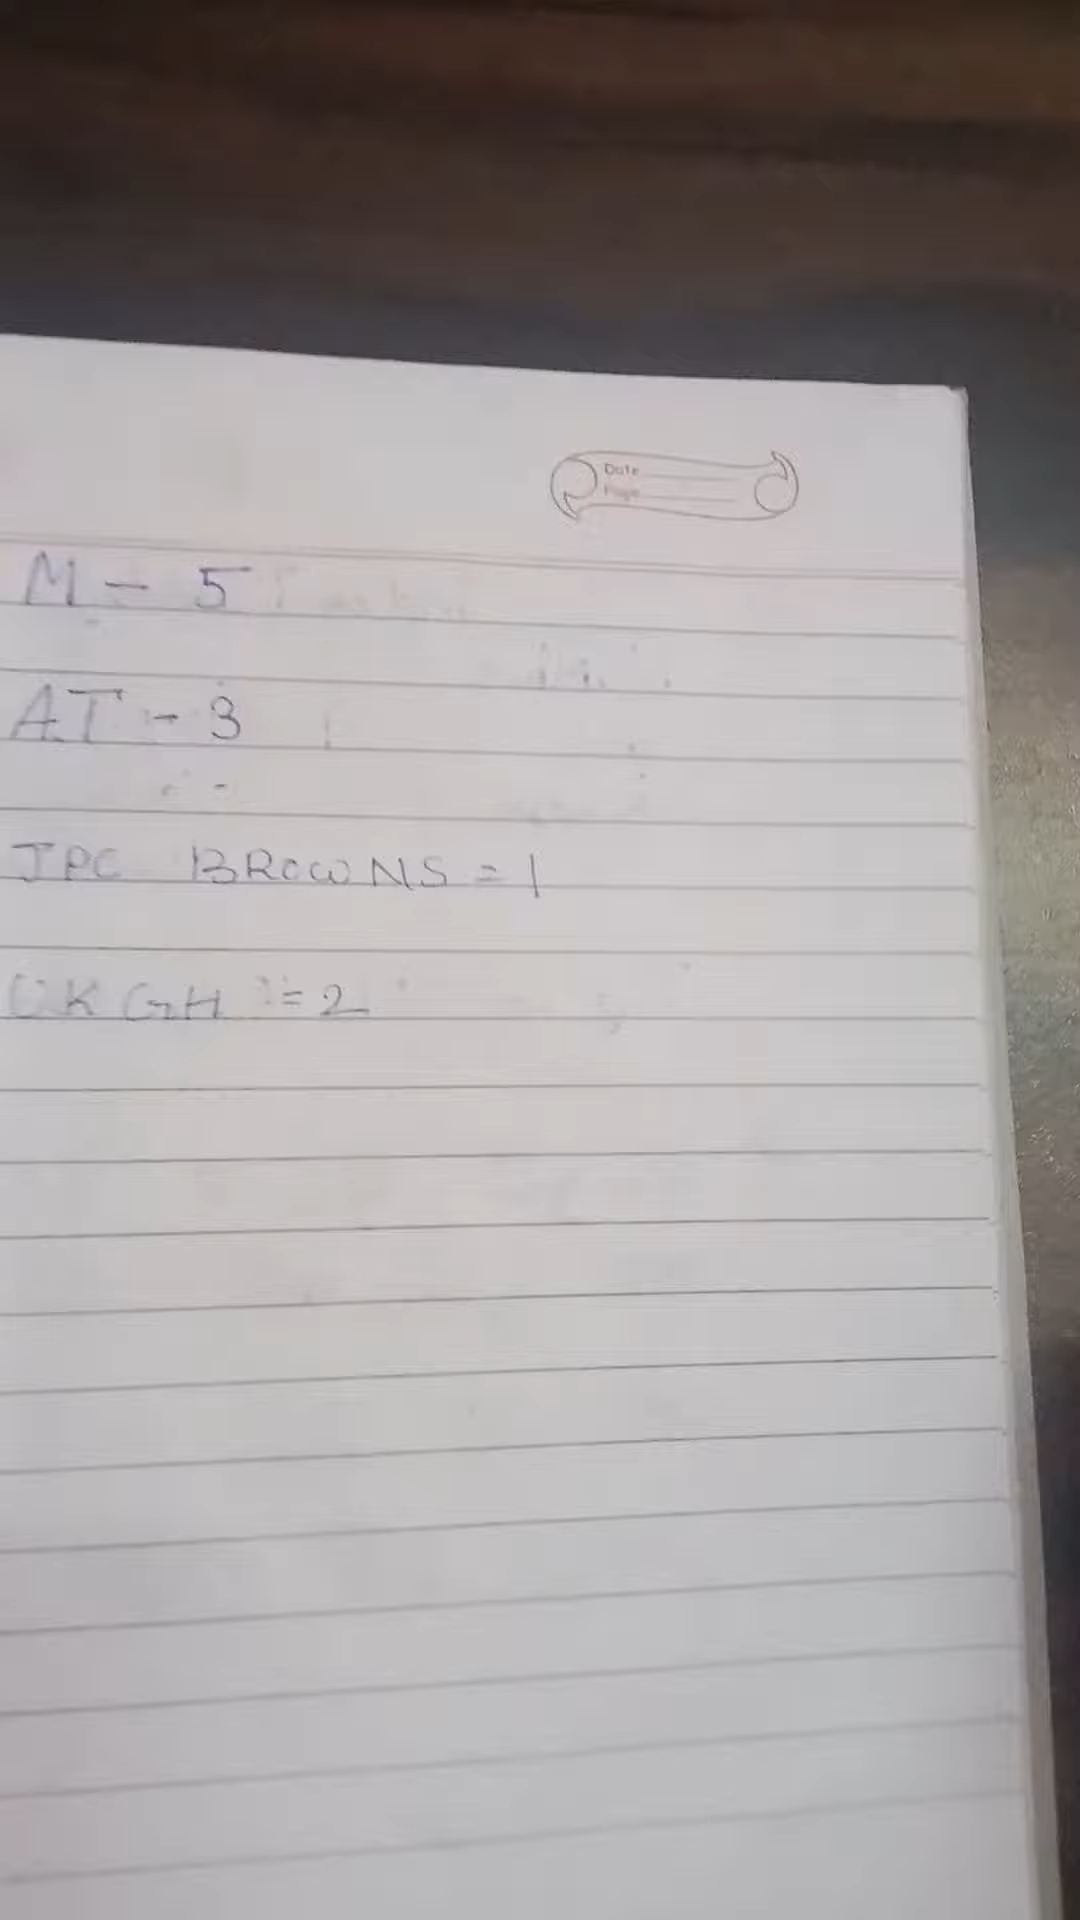 Date
Page
M - 5
AT - 3
JPC BROWNS = 1
GH = 2